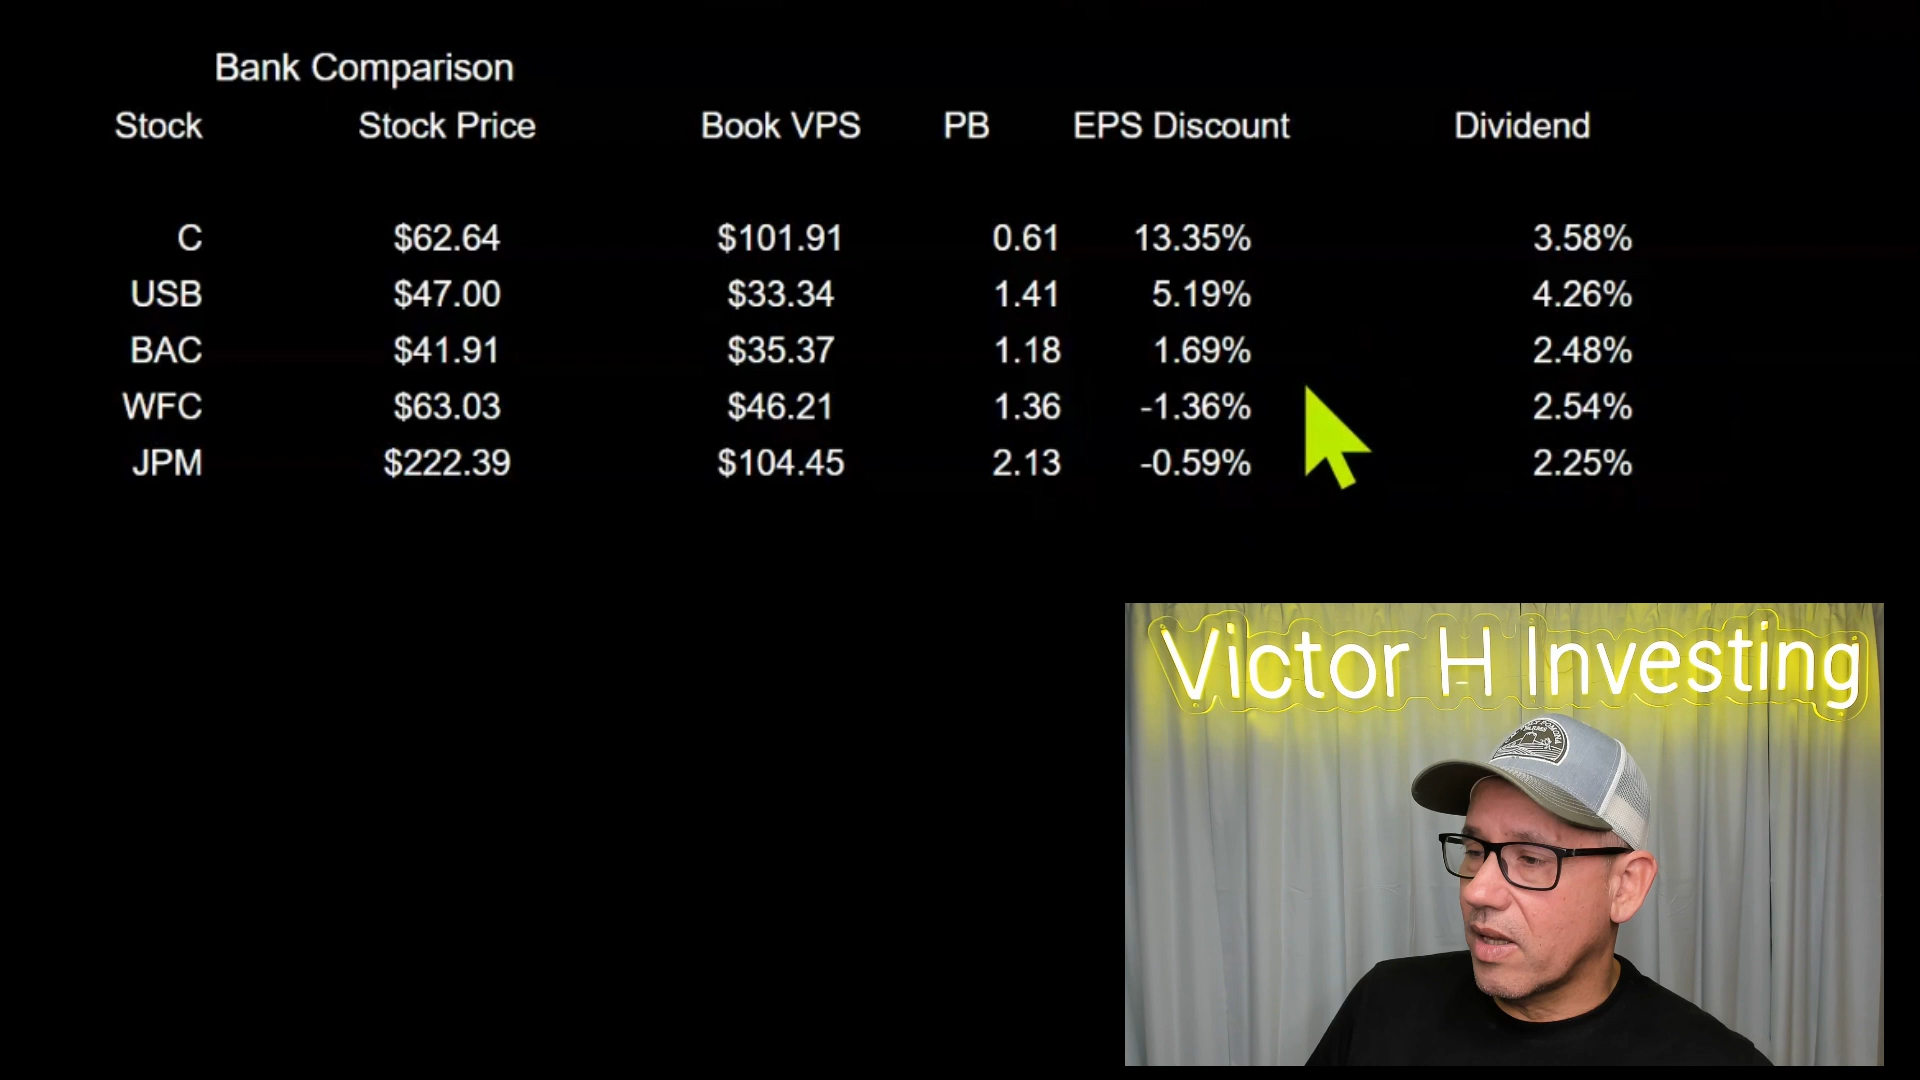 Bank Comparison
Stock Stock Price Book VPS PB EPS Discount Dividend
C $62.64 $101.91 0.61 13.35% 3.58%
USB $47.00 $33.34 1.41 5.19% 4.26%
BAC $41.91 $35.37 1.18 1.69% 2.48%
WFC $63.03 $46.21 1.36 -1.36% 2.54%
JPM $222.39 $104.45 2.13 -0.59% 2.25%
Victor H Investing